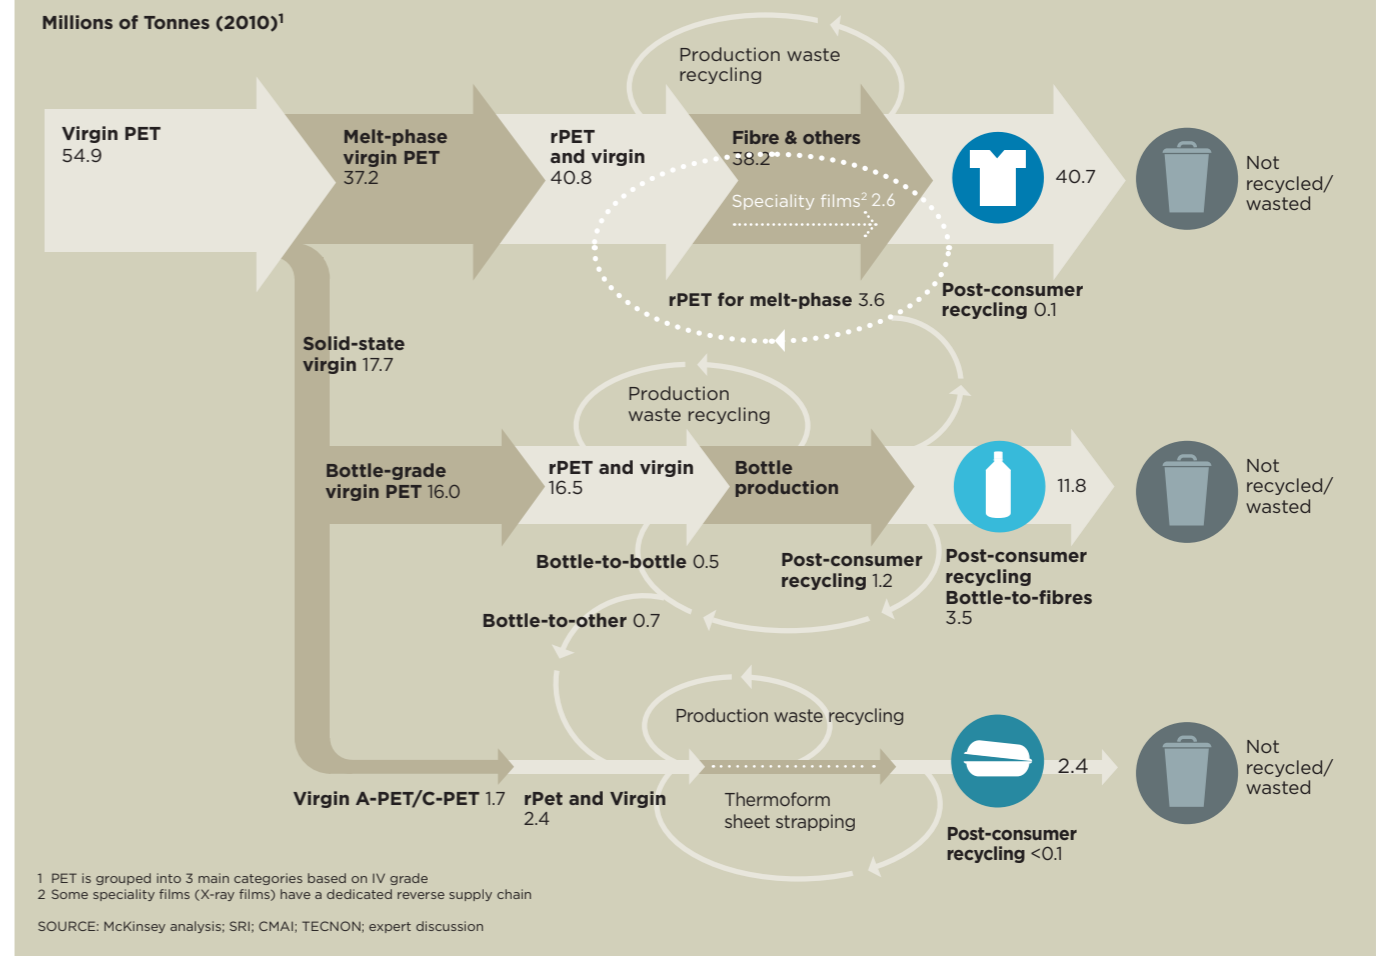 Millions of Tonnes (2010)1
Production waste
recycling
Virgin PET
54.9
Melt-phase
virgin PET
37.2
rPET
and virgin
40.8
Fibre & others
38.2
Speciality films2 2.6
40.7
Not
recycled/
wasted
rPET for melt-phase 3.6
Post-consumer
recycling 0.1
Solid-state
virgin 17.7
Production
waste recycling
Bottle-grade
virgin PET 16.0
rPET and virgin
16.5
Bottle
production
11.8
Not
recycled/
wasted
Bottle-to-bottle 0.5
Post-consumer
recycling 1.2
Post-consumer
recycling
Bottle-to-fibres
3.5
Bottle-to-other 0.7
Production waste recycling
2.4
Not
recycled/
wasted
Virgin A-PET/C-PET 1.7
rPet and Virgin
2.4
Thermoform
sheet strapping
Post-consumer
recycling <0.1
1 PET is grouped into 3 main categories based on IV grade
2 Some speciality films (X-ray films) have a dedicated reverse supply chain
SOURCE: McKinsey analysis; SRI; CMAI; TECNON; expert discussion